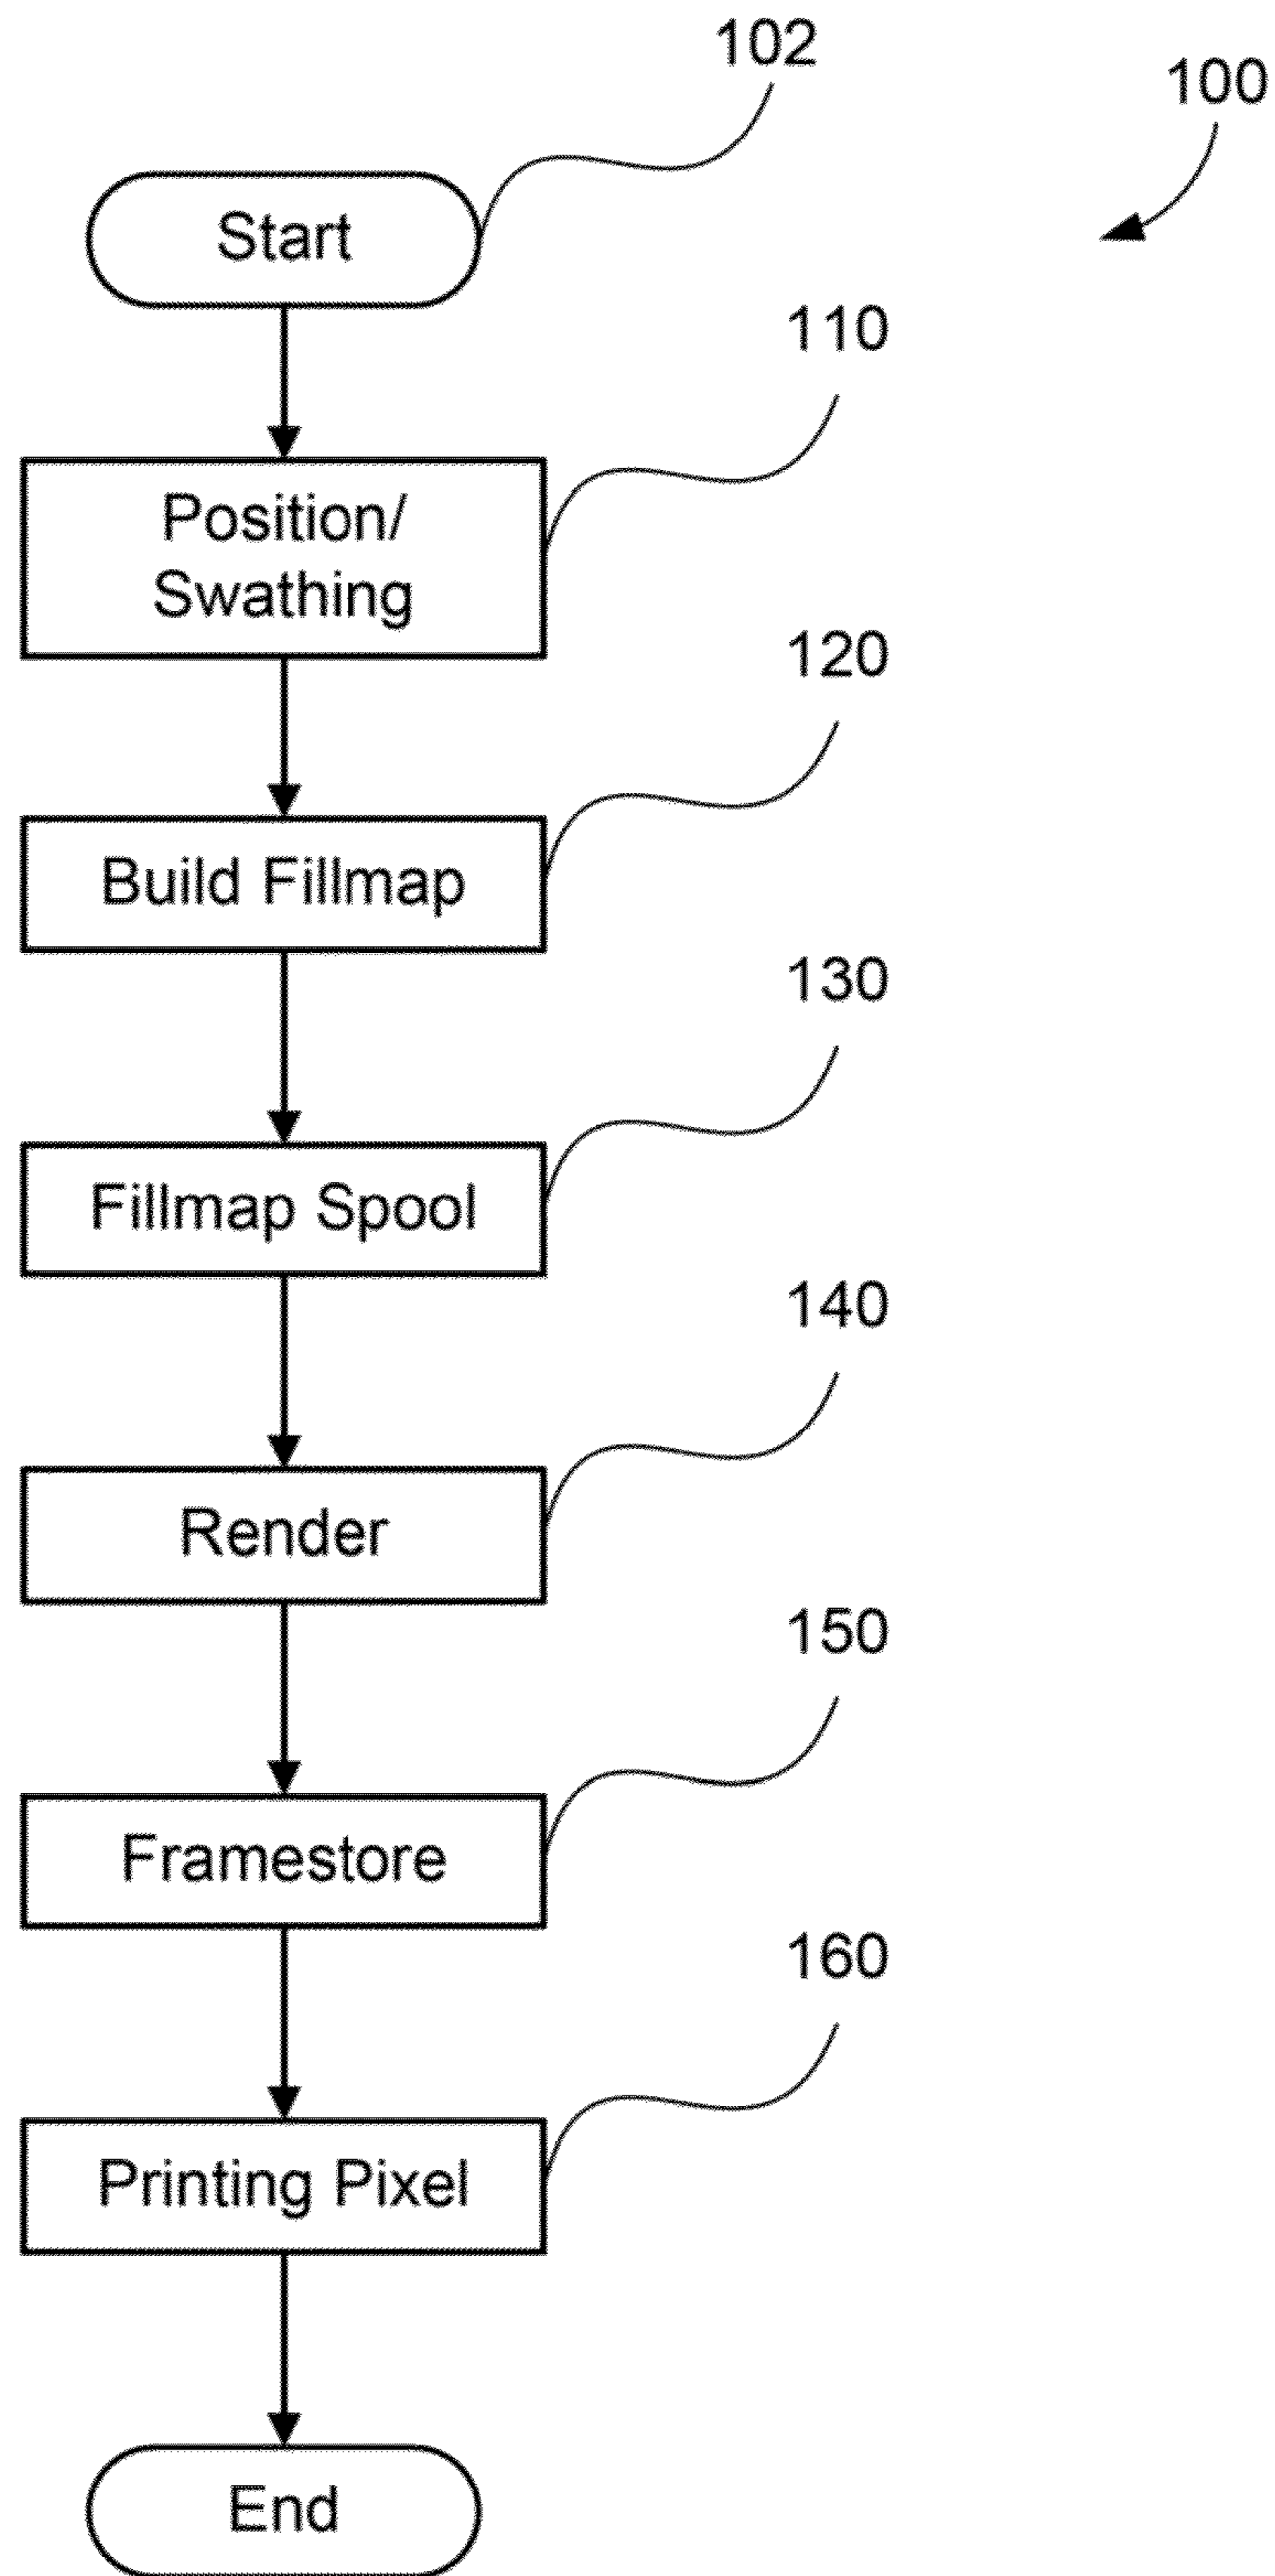 102
100
Start
110
Position/
Swathing
120
Build Fillmap
130
Fillmap Spool
140
Render
150
Framestore
160
Printing Pixel
End